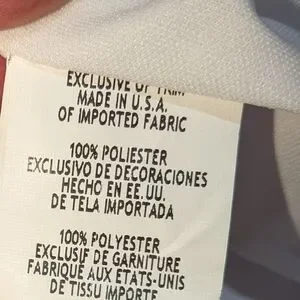 EXCLUSIVE OF TRIM
MADE IN U.S.A.
OF IMPORTED FABRIC
100% POLIESTER
EXCLUSIVO DE DECORACIONES
HECHO EN EE.UU.
DE TELA IMPORTADA
100% POLYESTER
EXCLUSIF DE GARNITURE
FABRIQUÉ AUX ETATS-UNIS
DE TISSU IMPORTE